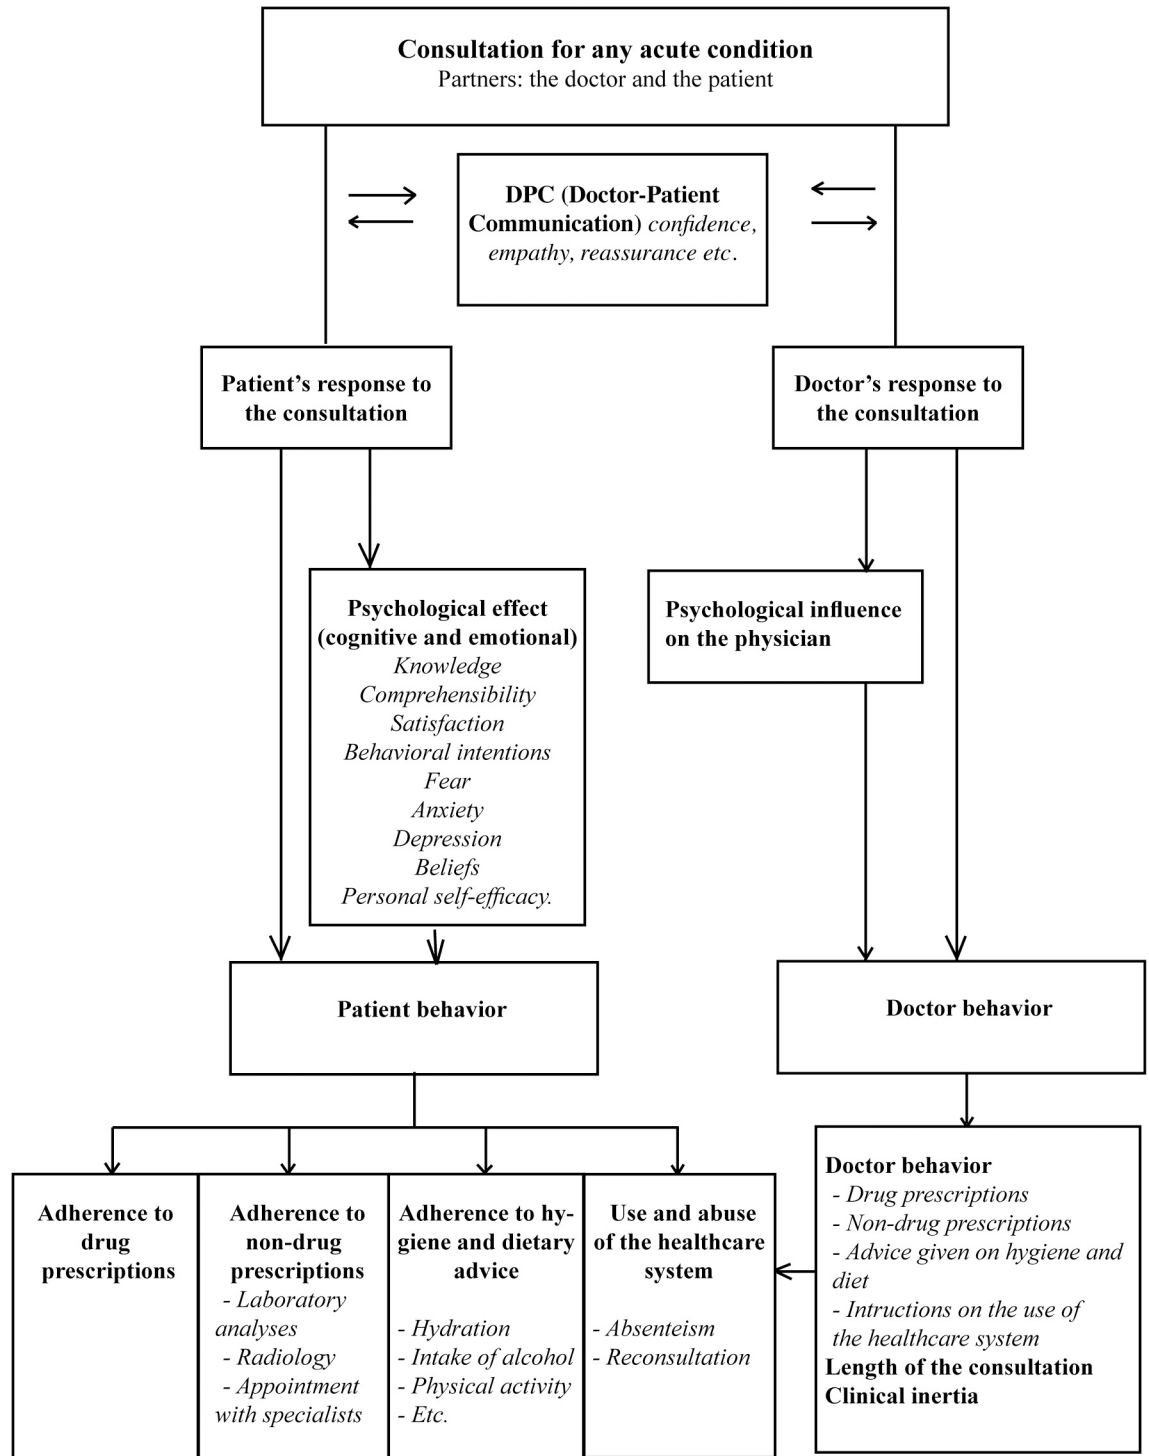 Consultation for any acute condition
Partners: the doctor and the patient
DPC (Doctor-Patient
Communication) confidence,
empathy, reassurance etc.
Patient’s response to
the consultation
Doctor’s response to
the consultation
Psychological effect
(cognitive and emotional)
Knowledge
Comprehensibility
Satisfaction
Behavioral intentions
Fear
Anxiety
Depression
Beliefs
Personal self-efficacy.
Psychological influence
on the physician
Patient behavior
Doctor behavior
Adherence to
drug
prescriptions
Adherence to
non-drug
prescriptions
- Laboratory
analyses
- Radiology
- Appointment
with specialists
Adherence to hy-
giene and dietary
advice
- Hydration
- Intake of alcohol
- Physical activity
- Etc.
Use and abuse
of the healthcare
system
- Absenteism
- Reconsultation
Doctor behavior
- Drug prescriptions
- Non-drug prescriptions
- Advice given on hygiene and
diet
- Intructions on the use of
the healthcare system
Length of the consultation
Clinical inertia